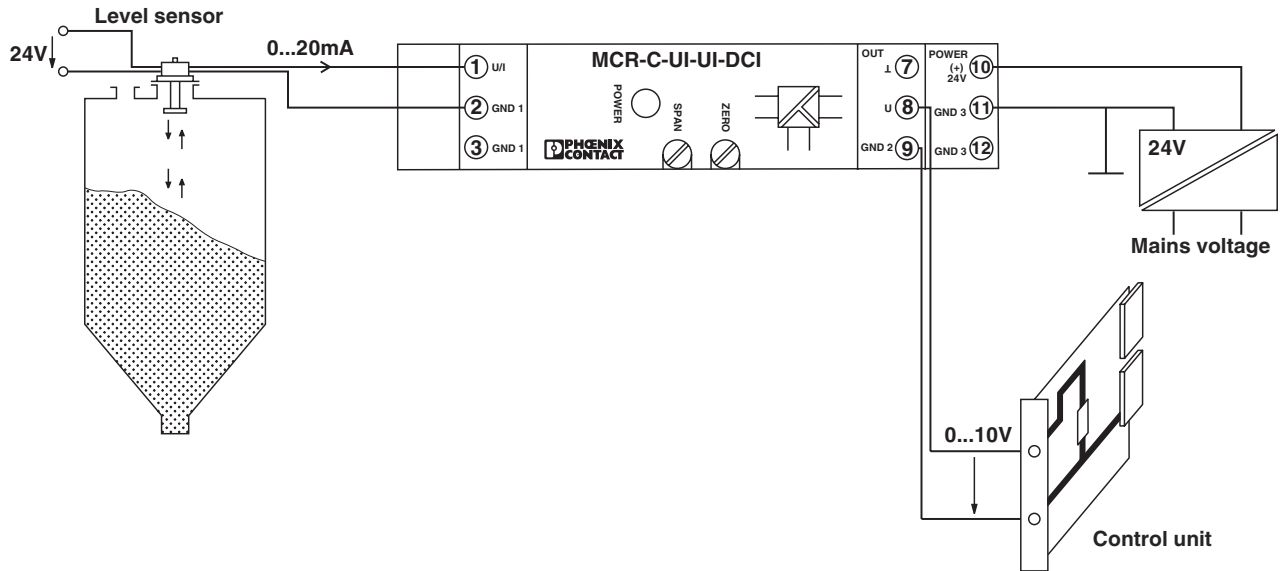 Level sensor
24V
0...20mA
1 U/I
2 GND 1
3 GND 1
MCR-C-UI-UI-DCI
POWER
SPAN
ZERO
PHŒNIX
CONTACT
OUT
⊥ 7
U 8
GND 2 9
POWER
(+)
24V
10
GND 3 11
GND 3 12
24V
Mains voltage
0...10V
Control unit